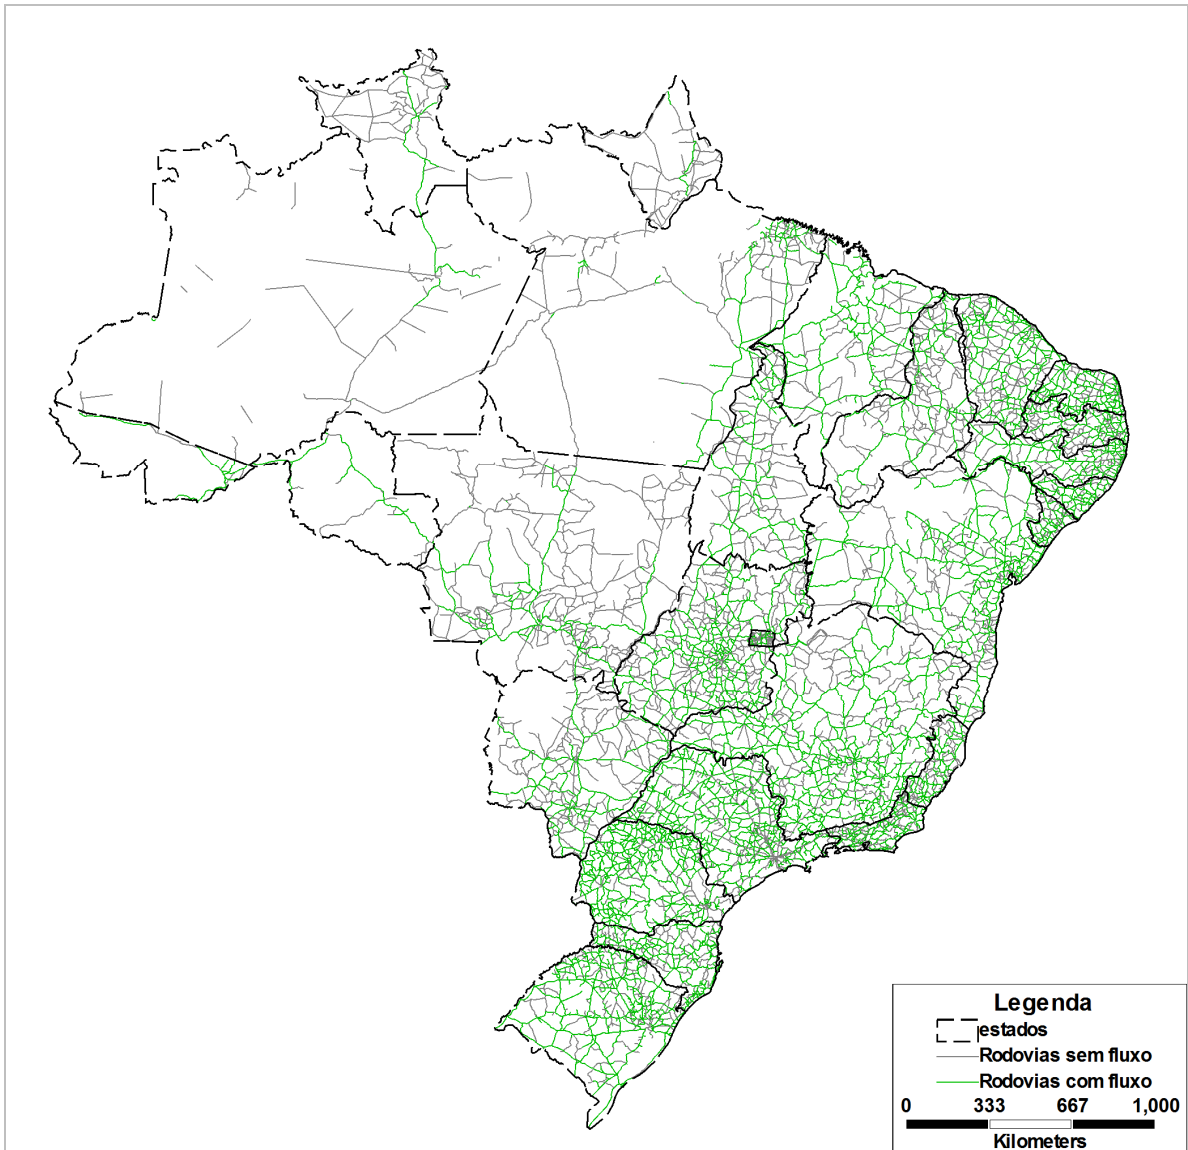 Legenda
estados
Rodovias sem fluxo
Rodovias com fluxo
0 333 667 1,000
Kilometers